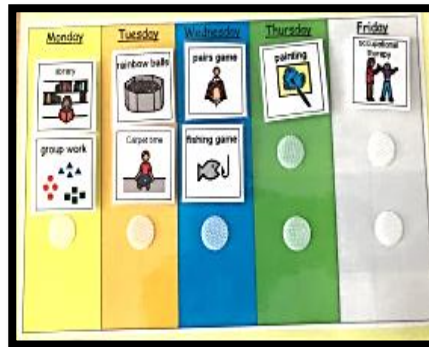 Monday
Tuesday
Wednesday
Thursday
Friday
library
rainbow balls
pairs game
painting
occupational
therapy
group work
Carpet time
fishing game